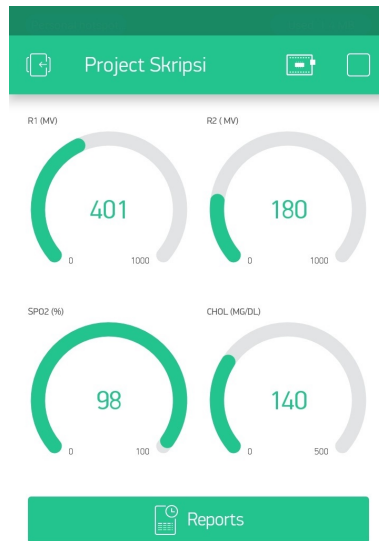 Project Skripsi
R1 (MV)
R2 ( MV)
401
180
0 1000
0 1000
SPO2 (%)
CHOL (MG/DL)
98
140
0 100
0 500
Reports